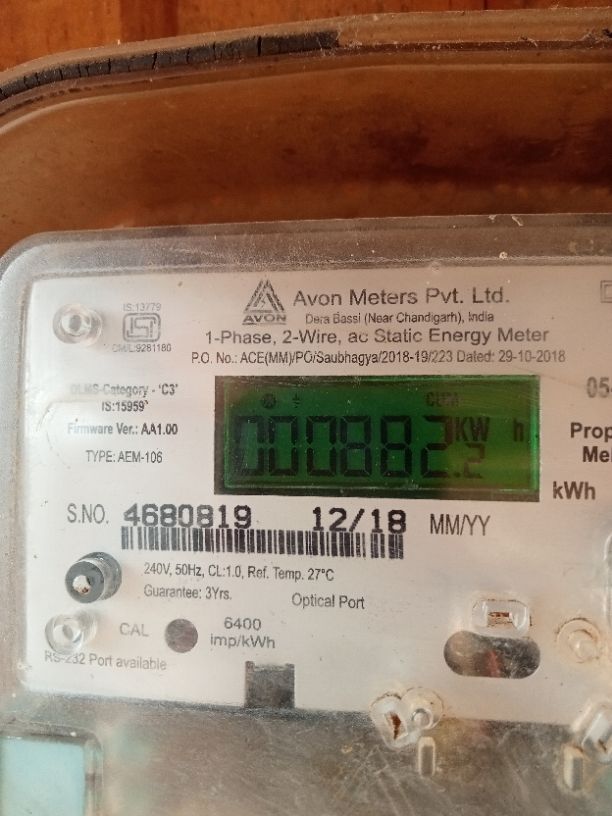 IS:13779
CM/L:9281180
AVON
Avon Meters Pvt. Ltd.
Dera Bassi (Near Chandigarh), India
1-Phase, 2-Wire, ac Static Energy Meter
P.O. No.: ACE(MM)/PO/Saubhagya/2018-19/223 Dated: 29-10-2018
DLMS-Category - 'C3'
IS:15959
Firmware Ver.: AA1.00
TYPE: AEM-106
CUM
000882.2 KW h
kWh
05
Prop
Me
S.NO. 4680819 12/18 MM/YY
240V, 50Hz, CL:1.0, Ref. Temp. 27°C
Guarantee: 3Yrs.
Optical Port
CAL
6400
imp/kWh
RS-232 Port available